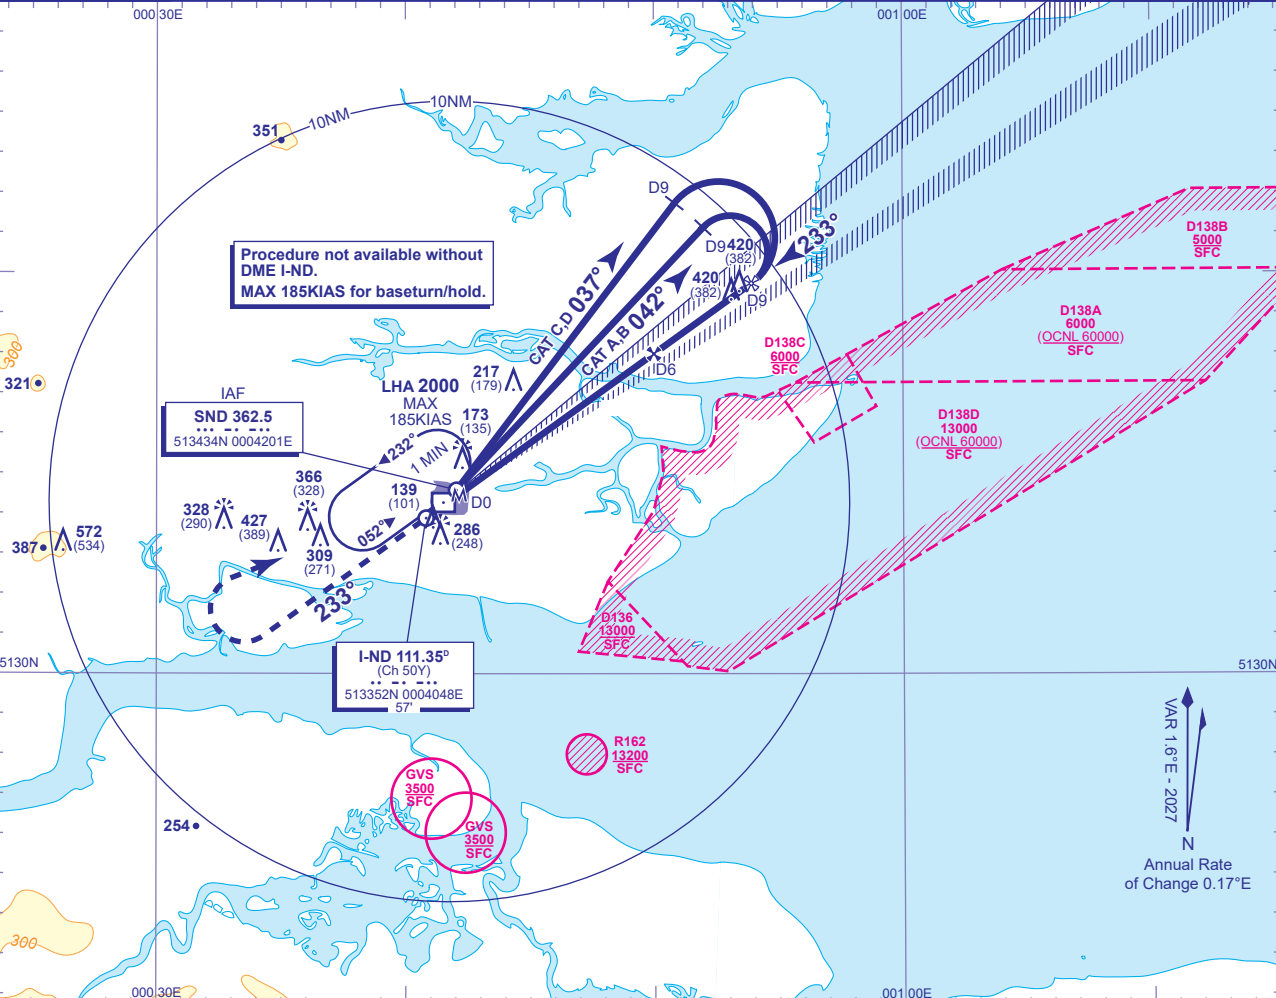 000 30E
001 00E
10NM
10NM
351
D9
D9
420
(382)
233°
420
(382)
D9
Procedure not available without
DME I-ND.
MAX 185KIAS for baseturn/hold.
CAT C,D 037°
CAT A,B 042°
D138B
5000
SFC
D138A
6000
(OCNL 60000)
SFC
D138C
6000
SFC
300
321
217
(179)
D6
LHA 2000
MAX
185KIAS
IAF
SND 362.5
513434N 0004201E
173
(135)
D138D
13000
(OCNL 60000)
SFC
232°
1 MIN
366
(328)
139
(101)
M
D0
328
(290)
427
(389)
572
(534)
387
309
(271)
052°
286
(248)
233°
D136
13000
SFC
I-ND 111.35D
(Ch 50Y)
513352N 0004048E
57'
5130N
5130N
VAR 1.6°E - 2027
R162
13200
SFC
GVS
3500
SFC
GVS
3500
SFC
254
N
Annual Rate
of Change 0.17°E
300
000 30E
001 00E